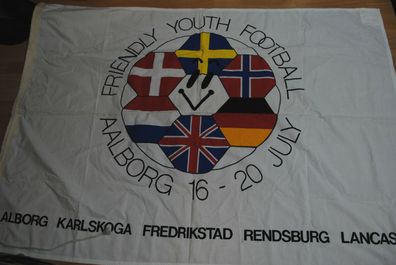 FRIENDLY YOUTH FOOTBALL
AALBORG 16 - 20 JULY
ALBORG KARLSKOGA FREDRIKSTAD RENDSBURG LANCAS